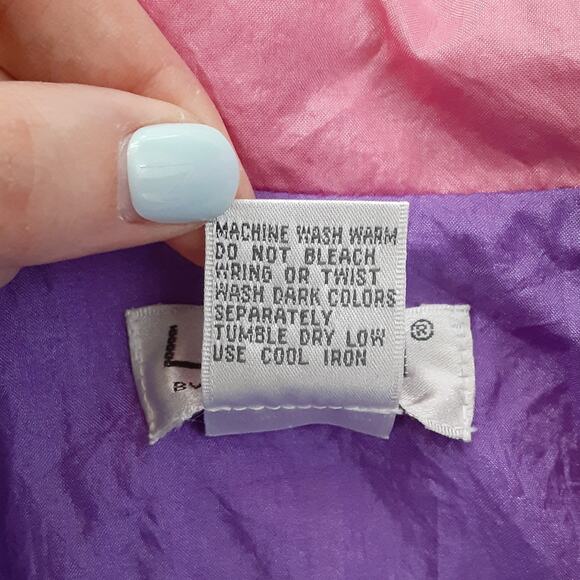 MACHINE WASH WARM
DO NOT BLEACH
WRING OR TWIST
WASH DARK COLORS
SEPARATELY
TUMBLE DRY LOW
USE COOL IRON
®